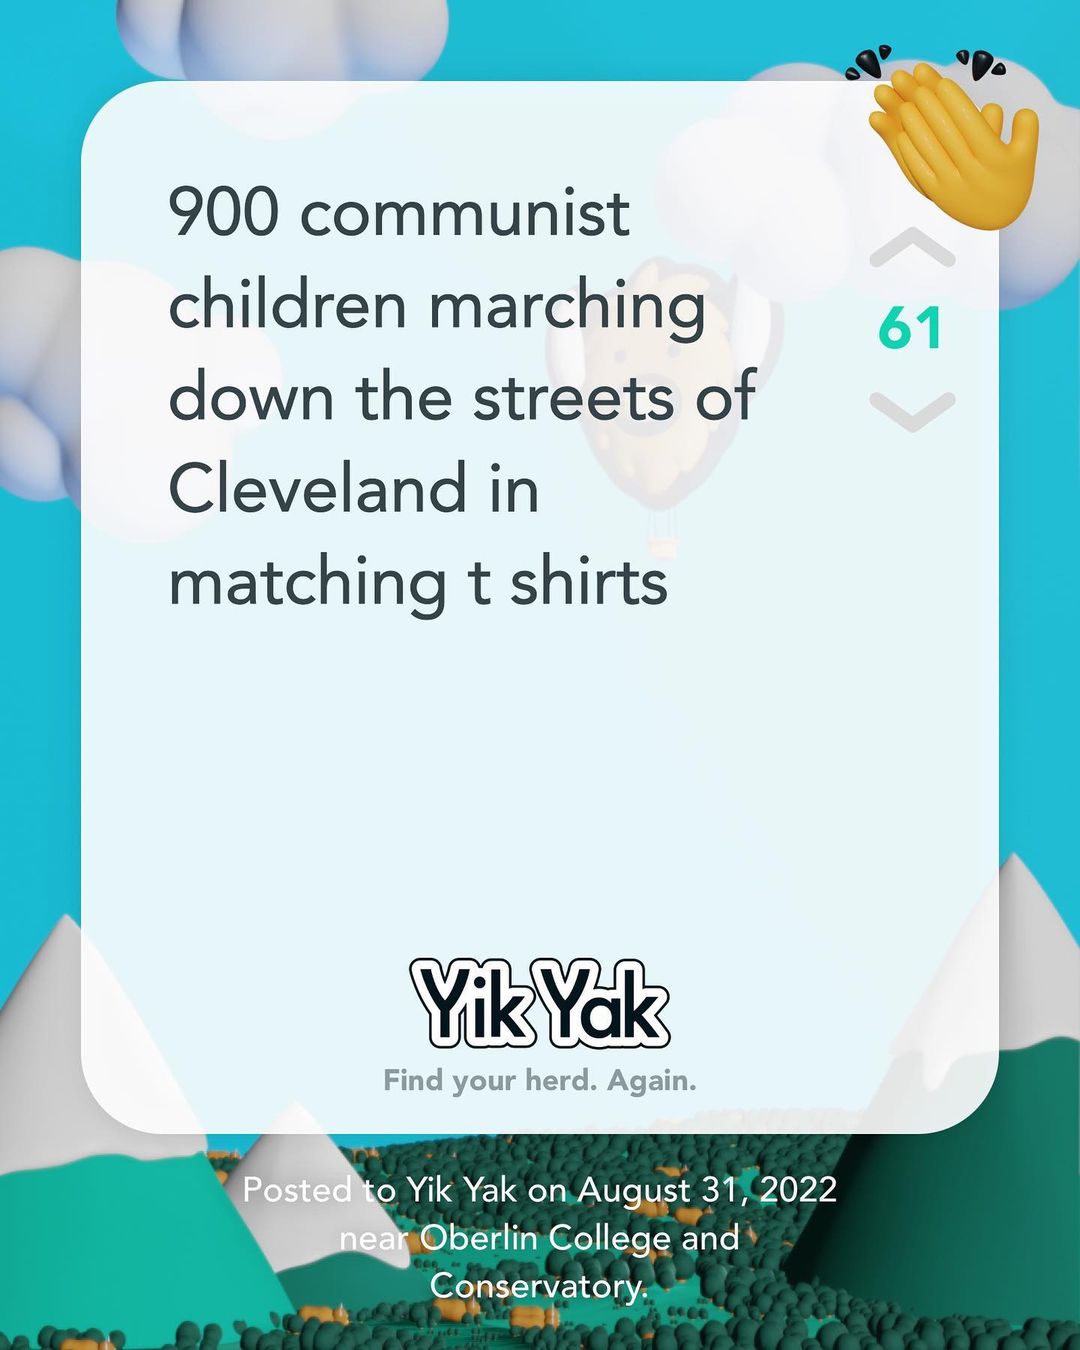 900 communist
children marching
down the streets of
Cleveland in
matching t shirts
61
Yik Yak
Find your herd. Again.
Posted to Yik Yak on August 31, 2022
near Oberlin College and
Conservatory.